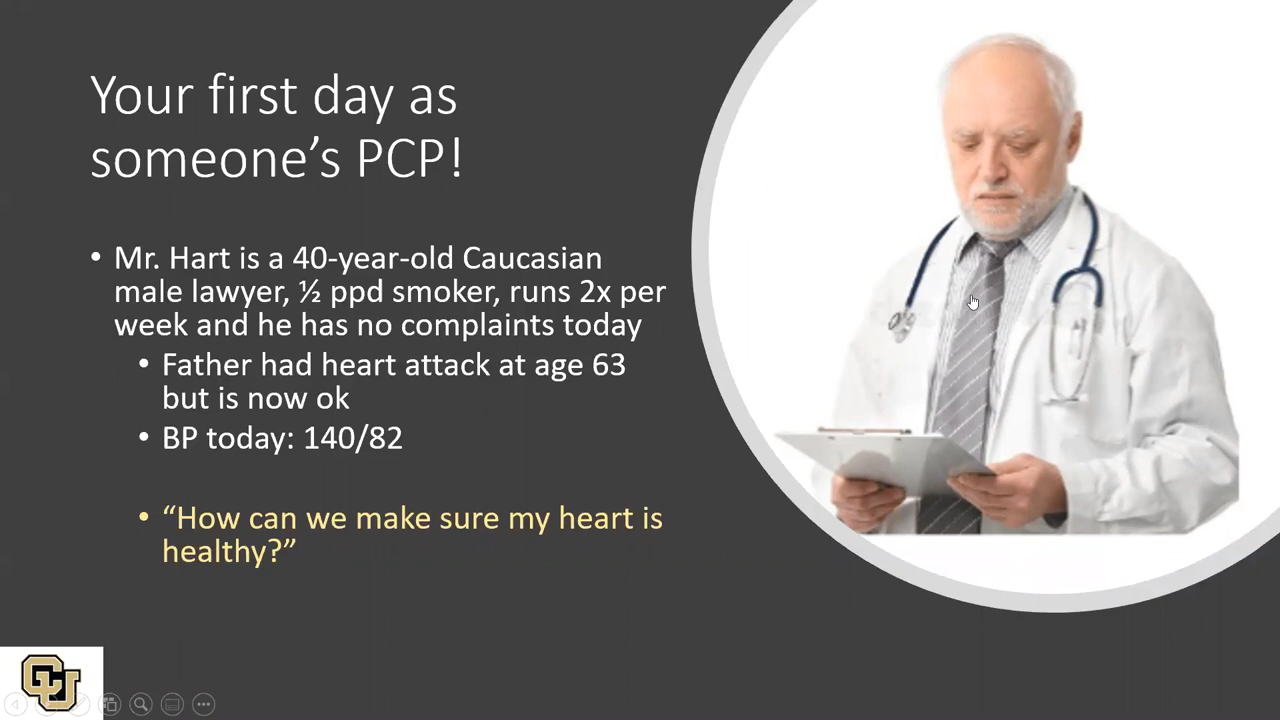 Your first day as
someone’s PCP!
• Mr. Hart is a 40-year-old Caucasian
male lawyer, ½ ppd smoker, runs 2x per
week and he has no complaints today
• Father had heart attack at age 63
but is now ok
• BP today: 140/82
• “How can we make sure my heart is
healthy?”
CU